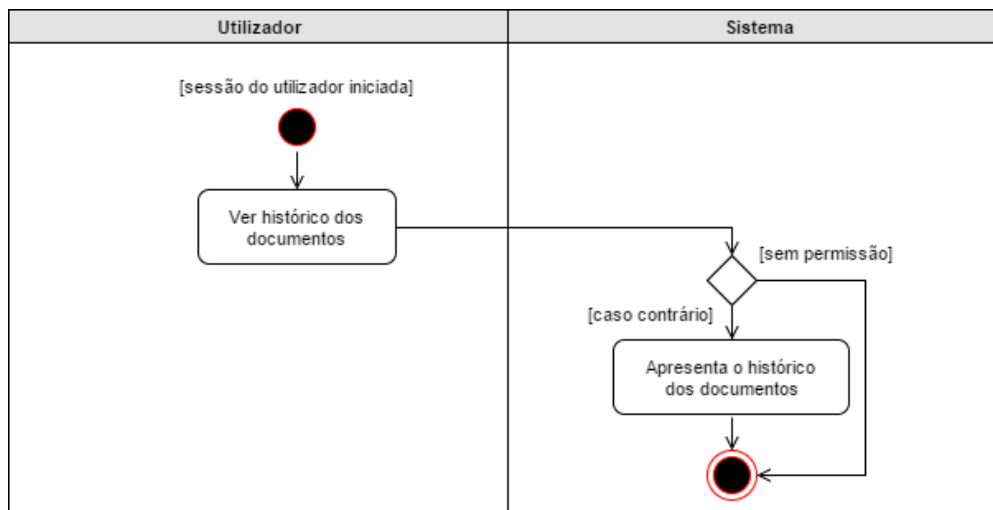 Utilizador
Sistema
[sessão do utilizador iniciada]
Ver histórico dos
documentos
[sem permissão]
[caso contrário]
Apresenta o histórico
dos documentos